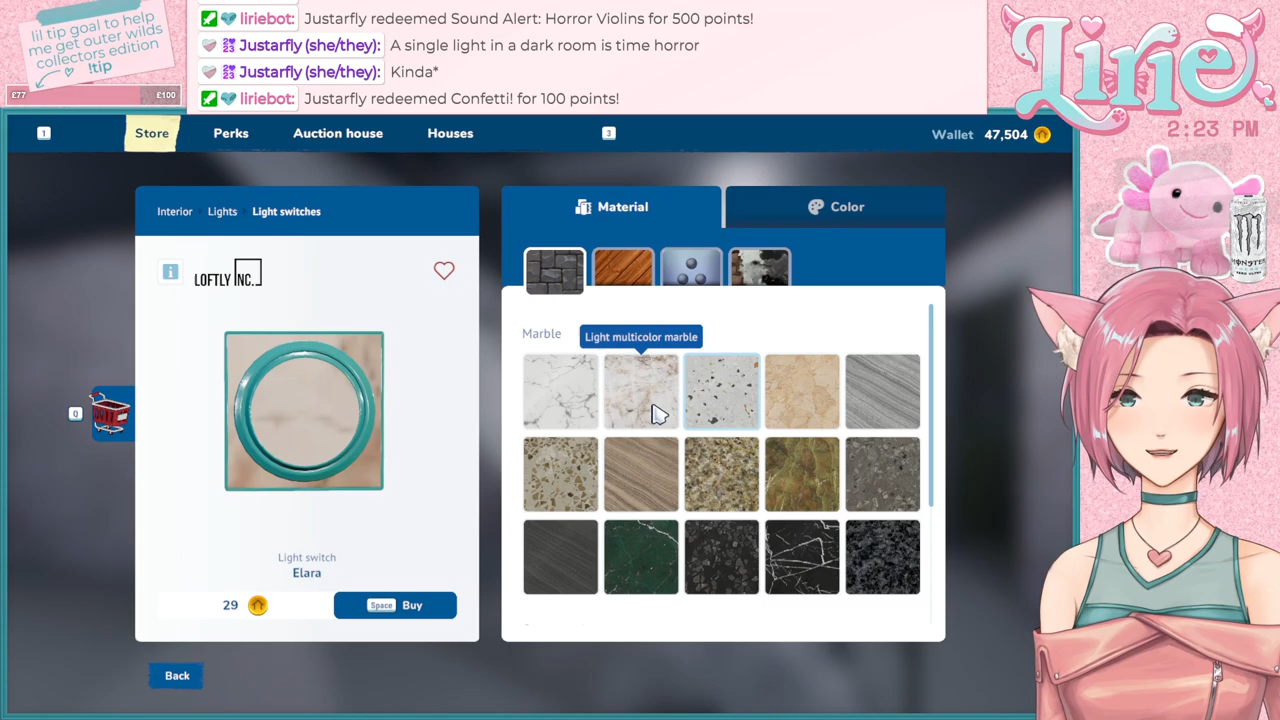 lil tip goal to help
me get outer wilds
collectors edition
!tip
£77
£100
liriebot: Justarfly redeemed Sound Alert: Horror Violins for 500 points!
Justarfly (she/they): A single light in a dark room is time horror
Justarfly (she/they): Kinda*
liriebot: Justarfly redeemed Confetti! for 100 points!
Lirie
2:23 PM
1
Store
Perks
Auction house
Houses
3
Wallet 47,504
Interior Lights Light switches
LOFTLY INC.
Light switch
Elara
29
Space Buy
Q
Back
Material
Color
Marble
Light multicolor marble
MONSTER